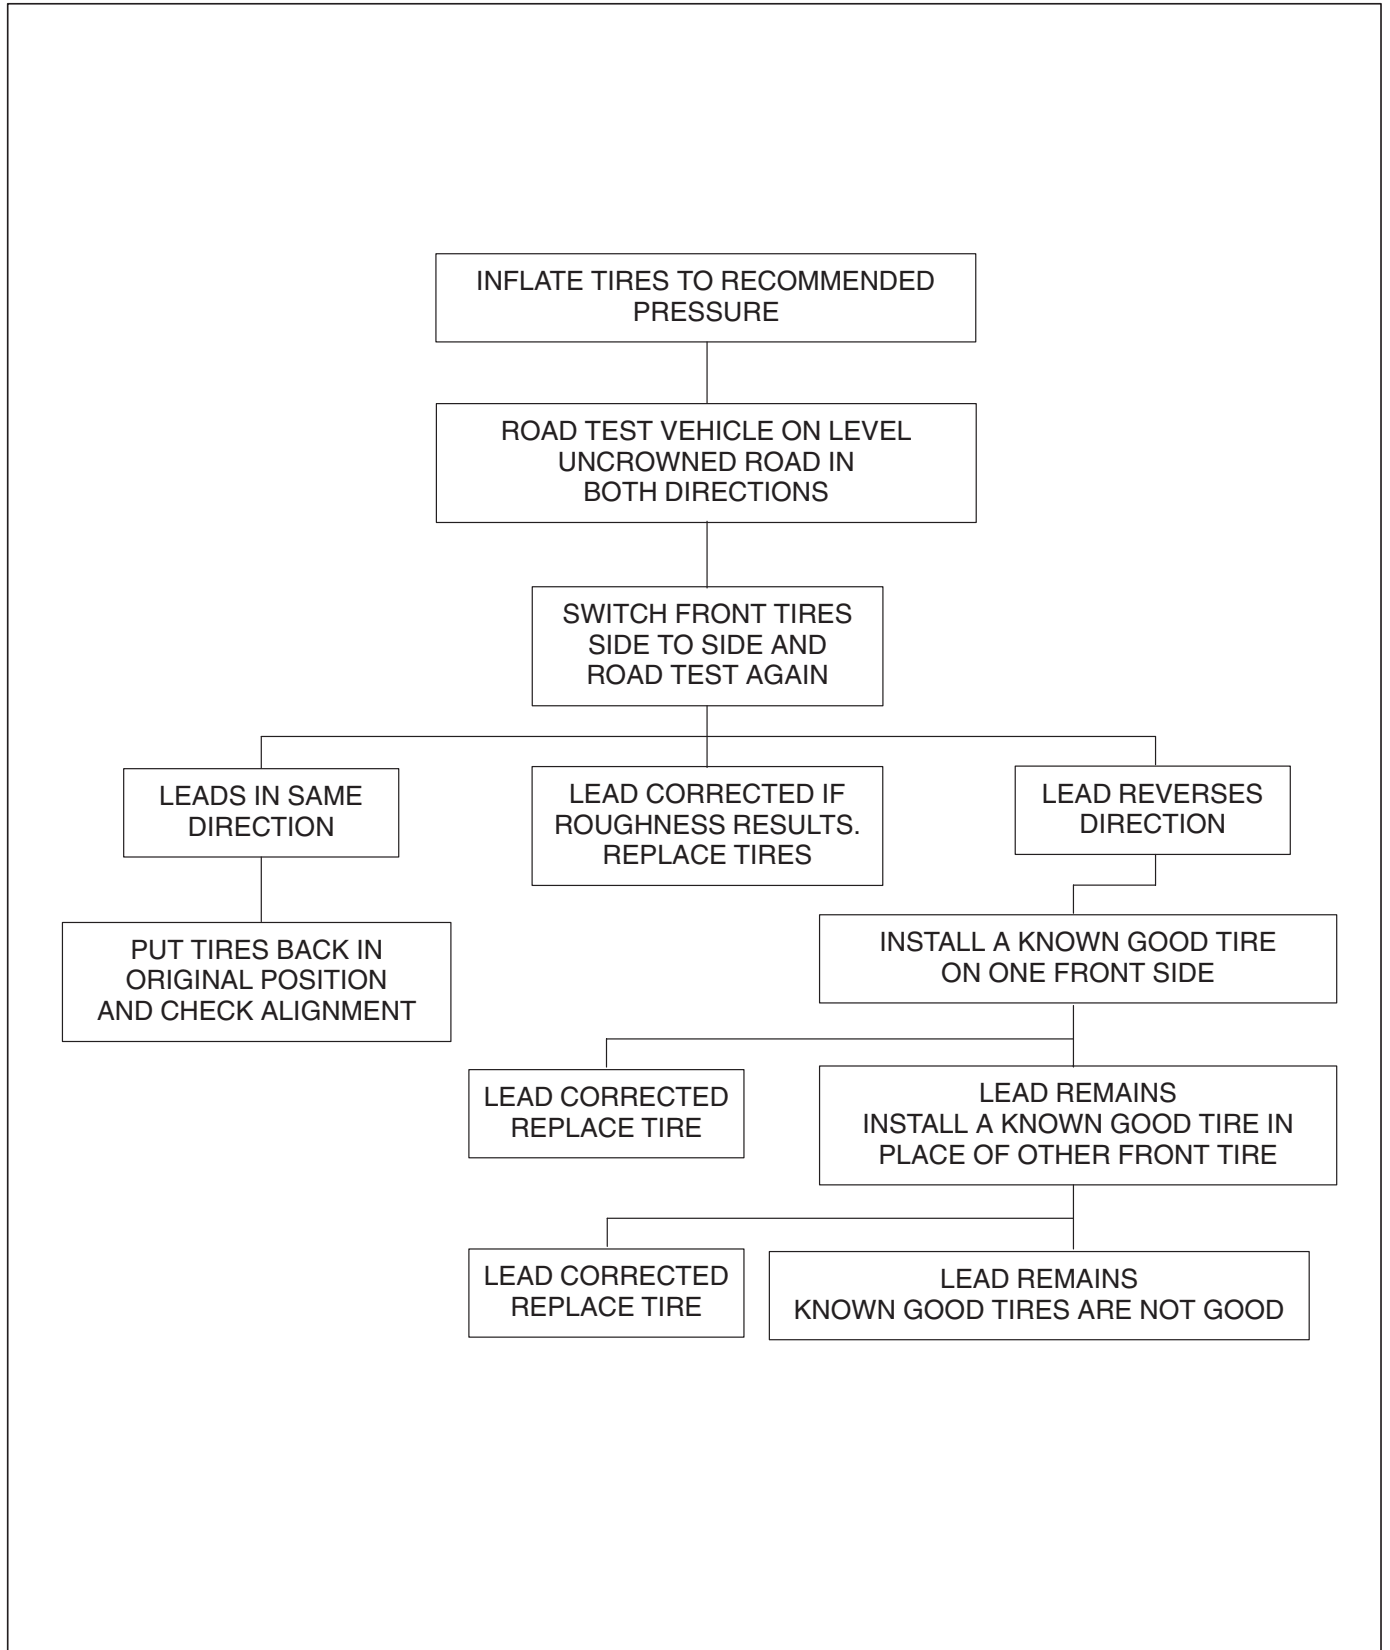 INFLATE TIRES TO RECOMMENDED
PRESSURE
ROAD TEST VEHICLE ON LEVEL
UNCROWNED ROAD IN
BOTH DIRECTIONS
SWITCH FRONT TIRES
SIDE TO SIDE AND
ROAD TEST AGAIN
LEADS IN SAME
DIRECTION
LEAD CORRECTED IF
ROUGHNESS RESULTS.
REPLACE TIRES
LEAD REVERSES
DIRECTION
PUT TIRES BACK IN
ORIGINAL POSITION
AND CHECK ALIGNMENT
INSTALL A KNOWN GOOD TIRE
ON ONE FRONT SIDE
LEAD CORRECTED
REPLACE TIRE
LEAD REMAINS
INSTALL A KNOWN GOOD TIRE IN
PLACE OF OTHER FRONT TIRE
LEAD CORRECTED
REPLACE TIRE
LEAD REMAINS
KNOWN GOOD TIRES ARE NOT GOOD